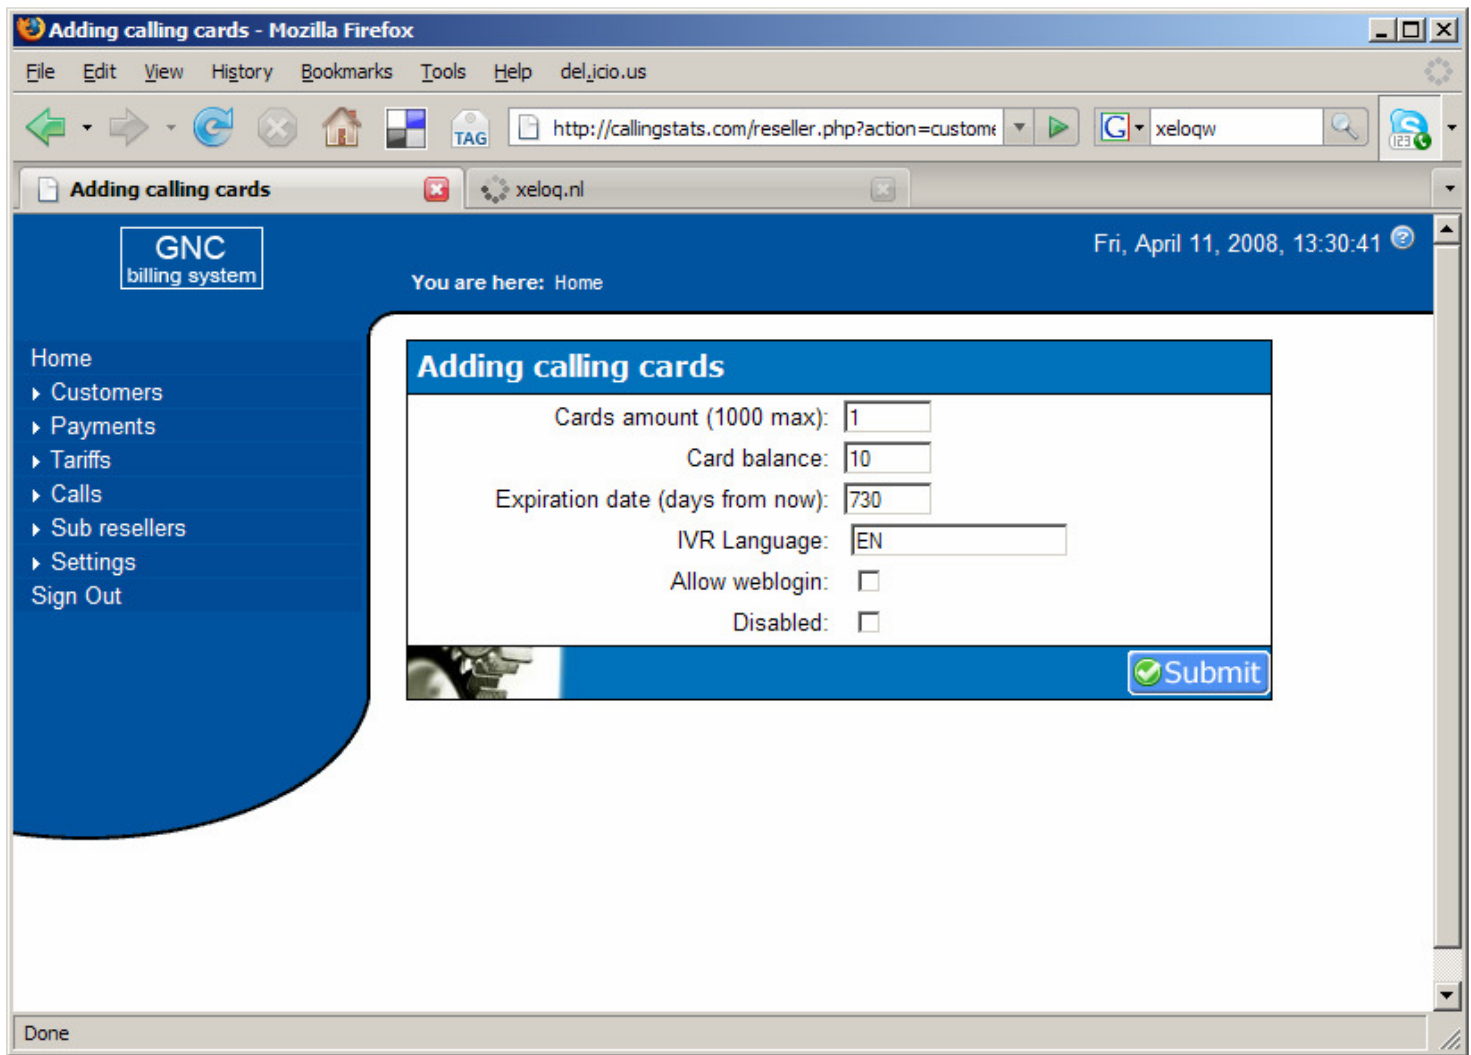 Adding calling cards - Mozilla Firefox
File Edit View History Bookmarks Tools Help del.icio.us
TAG http://callingstats.com/reseller.php?action=custome G xeloqw 123
Adding calling cards xeloq.nl
GNC
billing system
Fri, April 11, 2008, 13:30:41 ?
You are here: Home
Home
Customers
Payments
Tariffs
Calls
Sub resellers
Settings
Sign Out
Adding calling cards
Cards amount (1000 max): 1
Card balance: 10
Expiration date (days from now): 730
IVR Language: EN
Allow weblogin:
Disabled:
Submit
Done